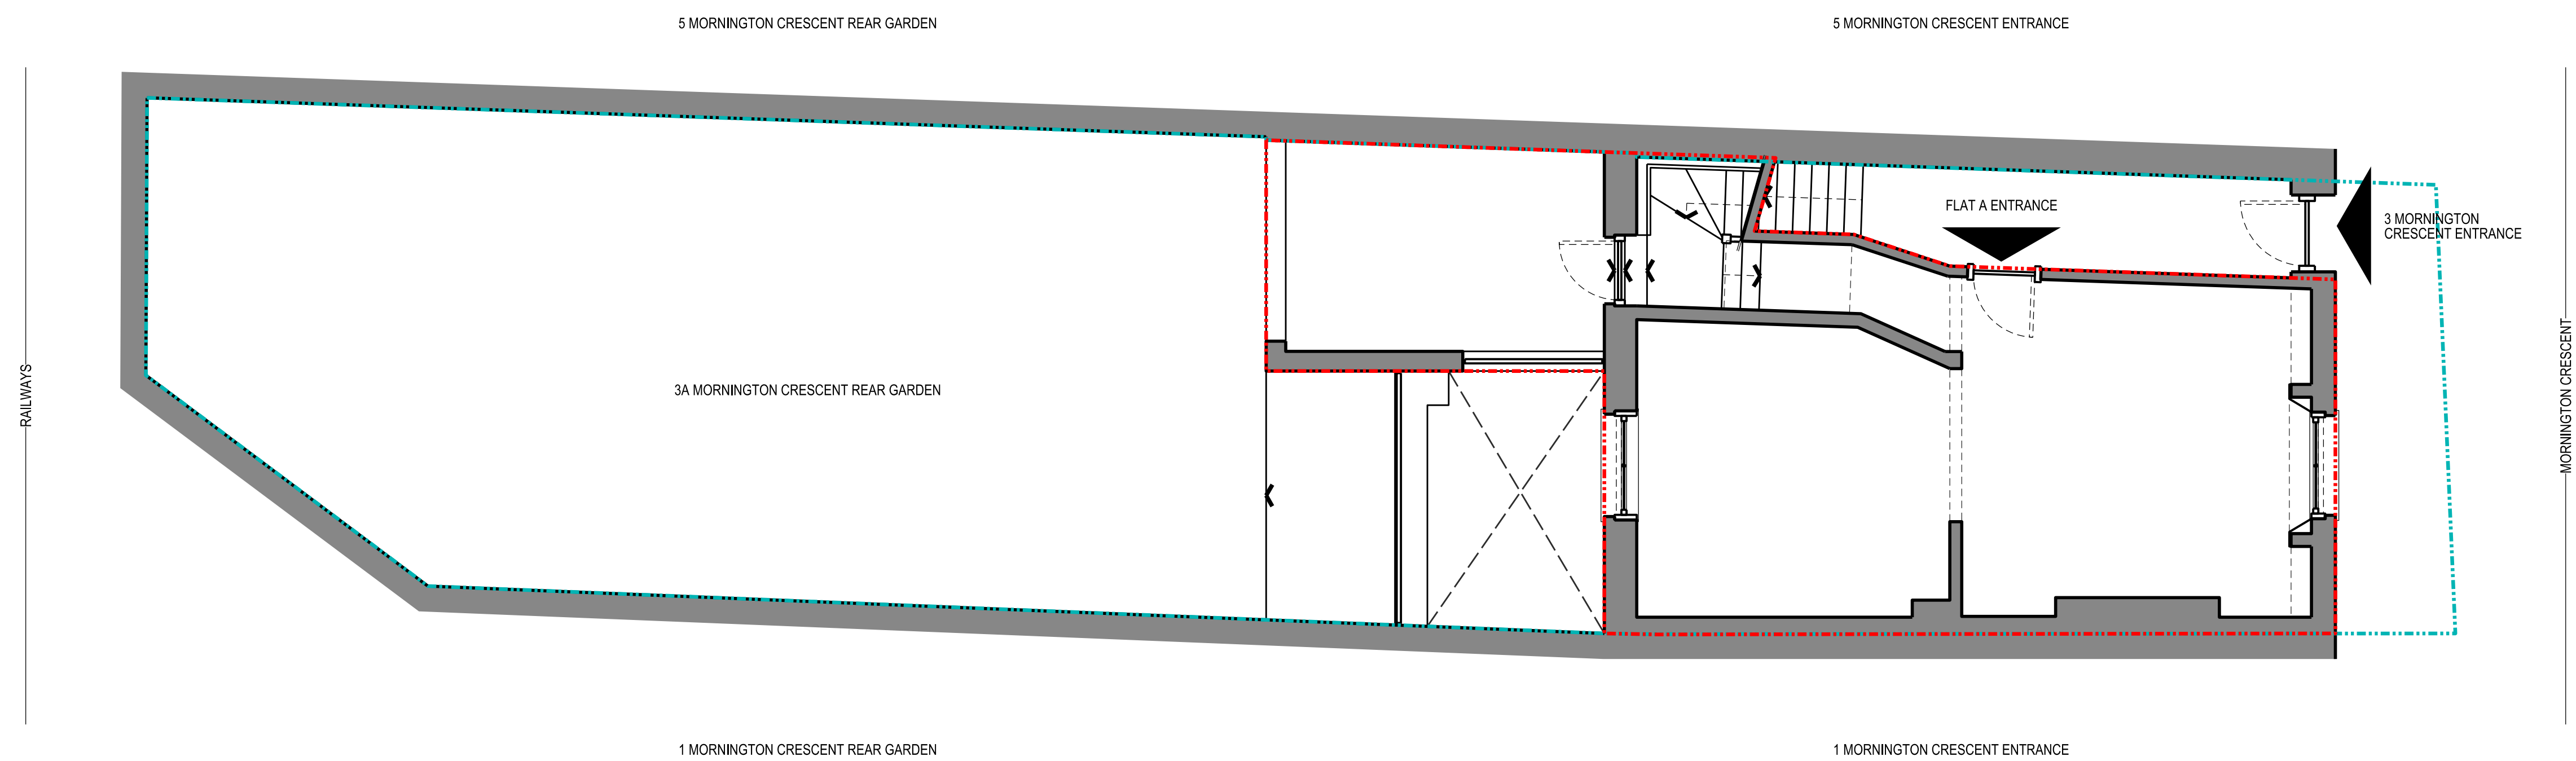 5 MORNINGTON CRESCENT REAR GARDEN
5 MORNINGTON CRESCENT ENTRANCE
FLAT A ENTRANCE
3 MORNINGTON
CRESCENT ENTRANCE
RAILWAYS
3A MORNINGTON CRESCENT REAR GARDEN
MORNINGTON CRESCENT
1 MORNINGTON CRESCENT REAR GARDEN
1 MORNINGTON CRESCENT ENTRANCE